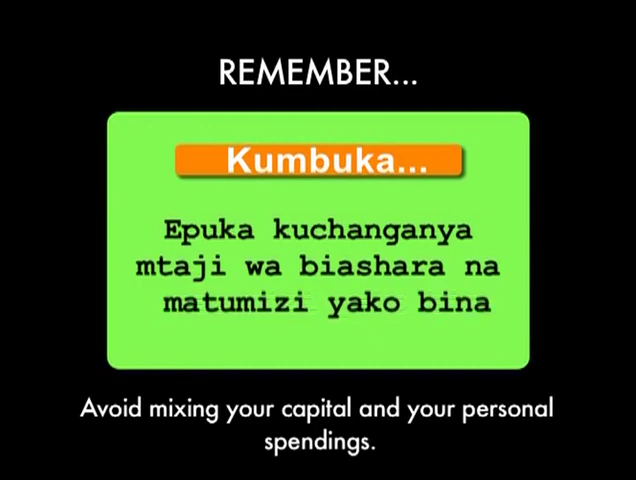 REMEMBER...
Kumbuka...
Epuka kuchanganya
mtaji wa biashara na
matumizi yako bina
Avoid mixing your capital and your personal
spendings.